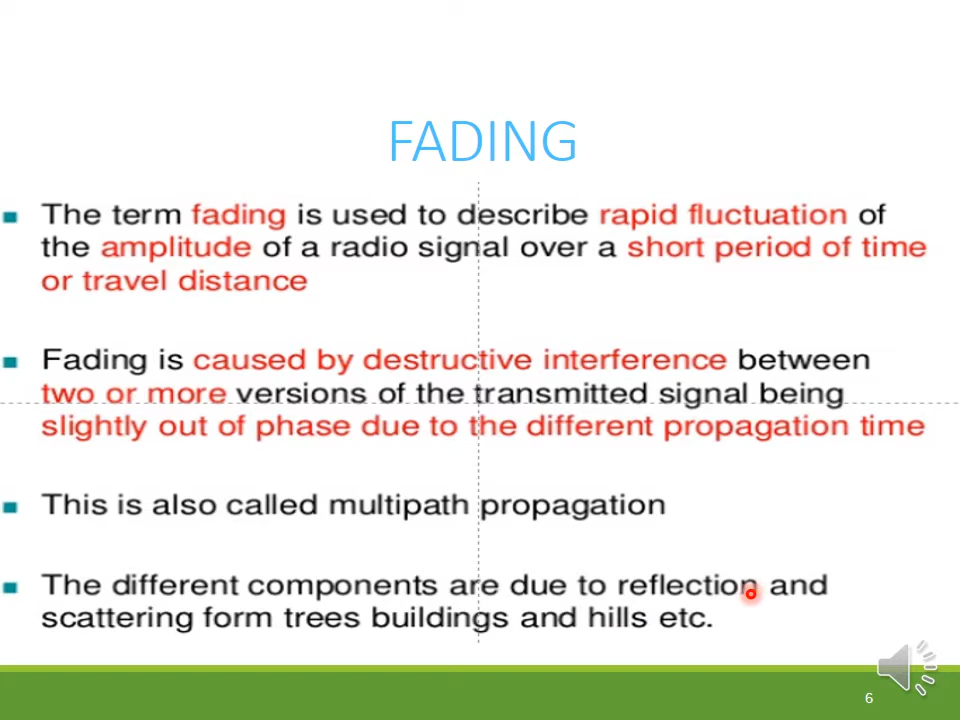 FADING
The term fading is used to describe rapid fluctuation of
the amplitude of a radio signal over a short period of time
or travel distance
Fading is caused by destructive interference between
two or more versions of the transmitted signal being
slightly out of phase due to the different propagation time
This is also called multipath propagation
The different components are due to reflection and
scattering form trees buildings and hills etc.
6